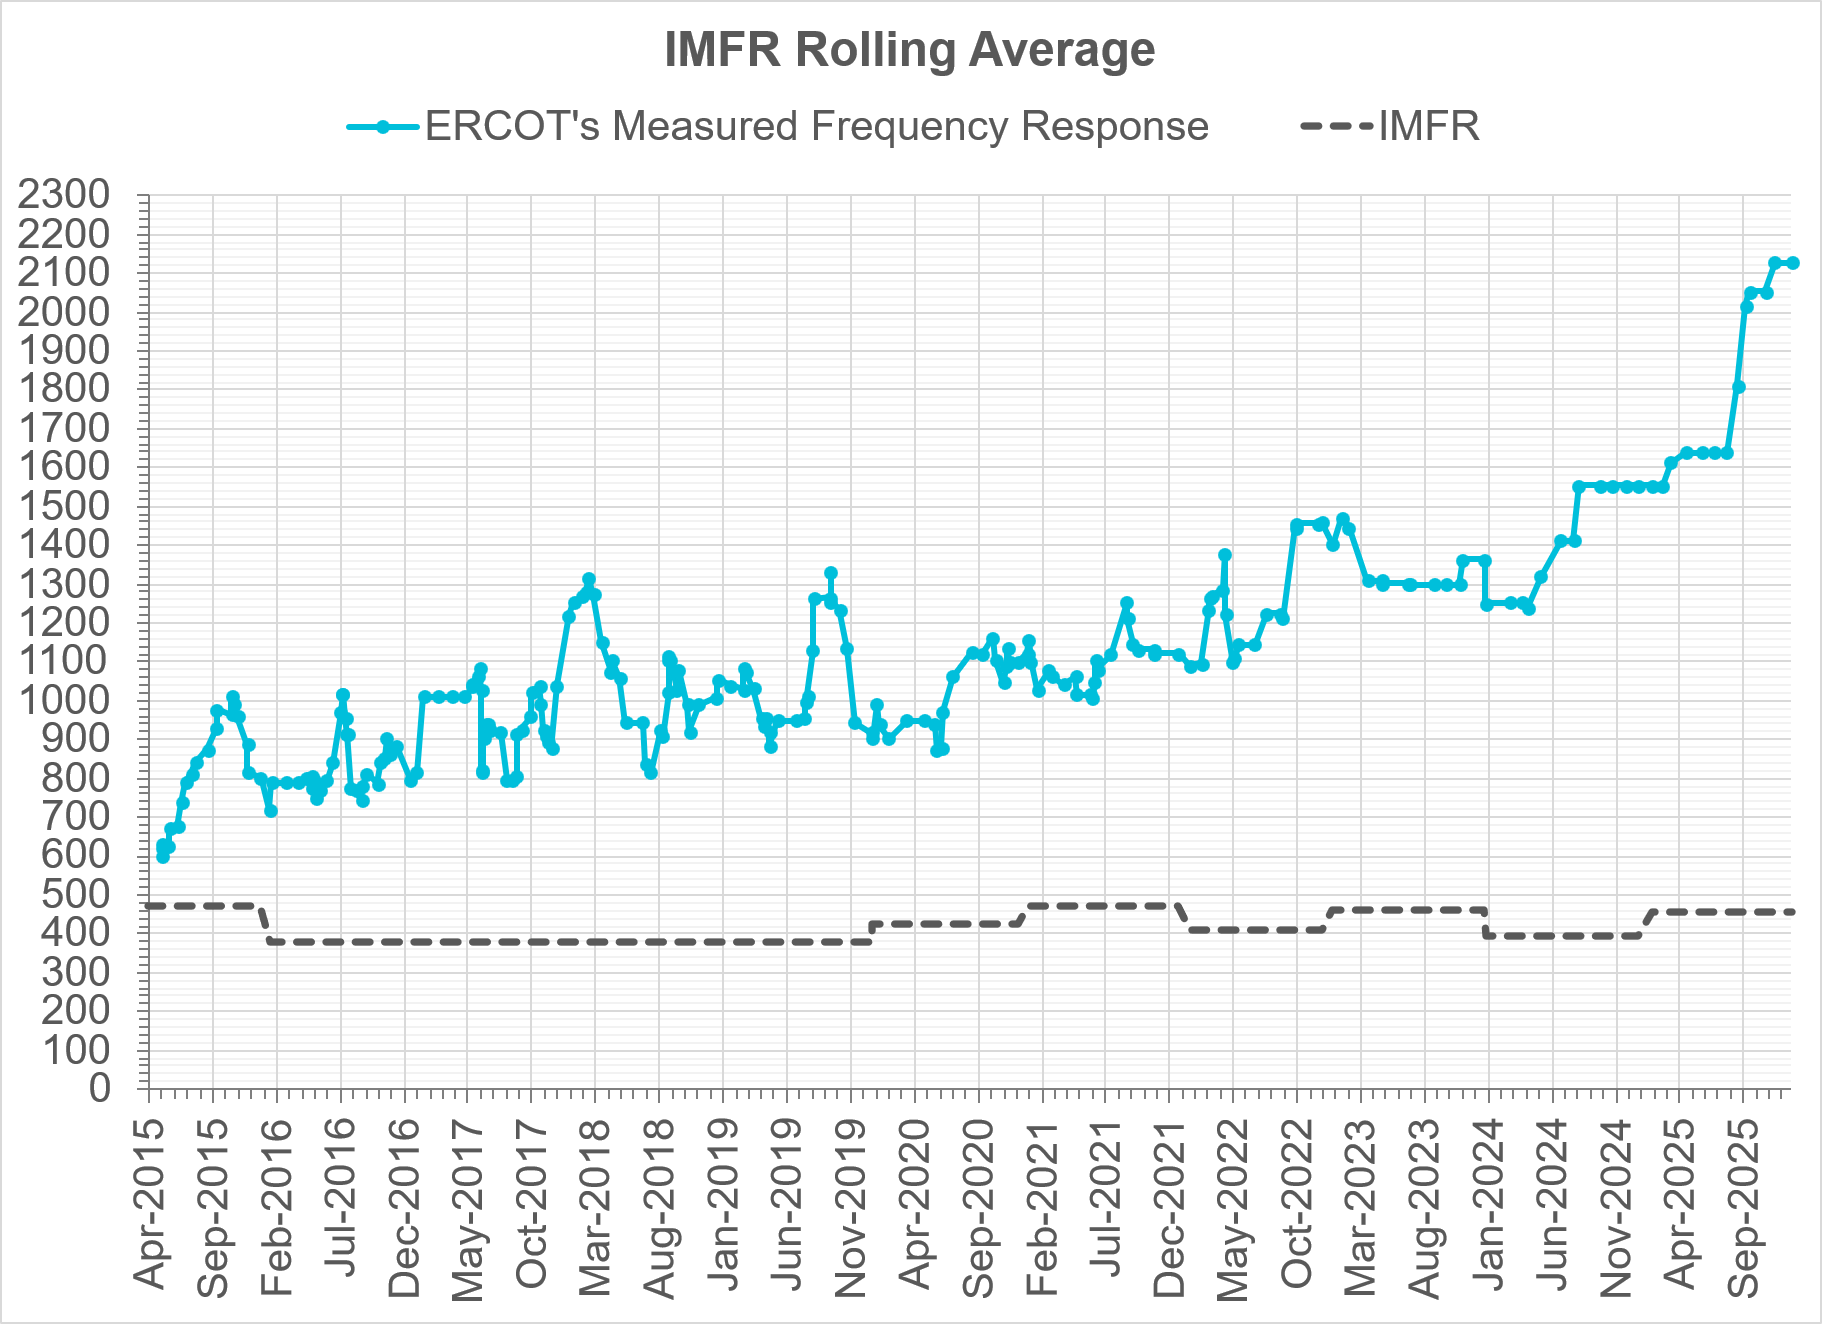 IMFR Rolling Average
ERCOT's Measured Frequency Response IMFR
2300
2200
2100
2000
1900
1800
1700
1600
1500
1400
1300
1200
1100
1000
900
800
700
600
500
400
300
200
100
0
Apr-2015
Sep-2015
Feb-2016
Jul-2016
Dec-2016
May-2017
Oct-2017
Mar-2018
Aug-2018
Jan-2019
Jun-2019
Nov-2019
Apr-2020
Sep-2020
Feb-2021
Jul-2021
Dec-2021
May-2022
Oct-2022
Mar-2023
Aug-2023
Jan-2024
Jun-2024
Nov-2024
Apr-2025
Sep-2025